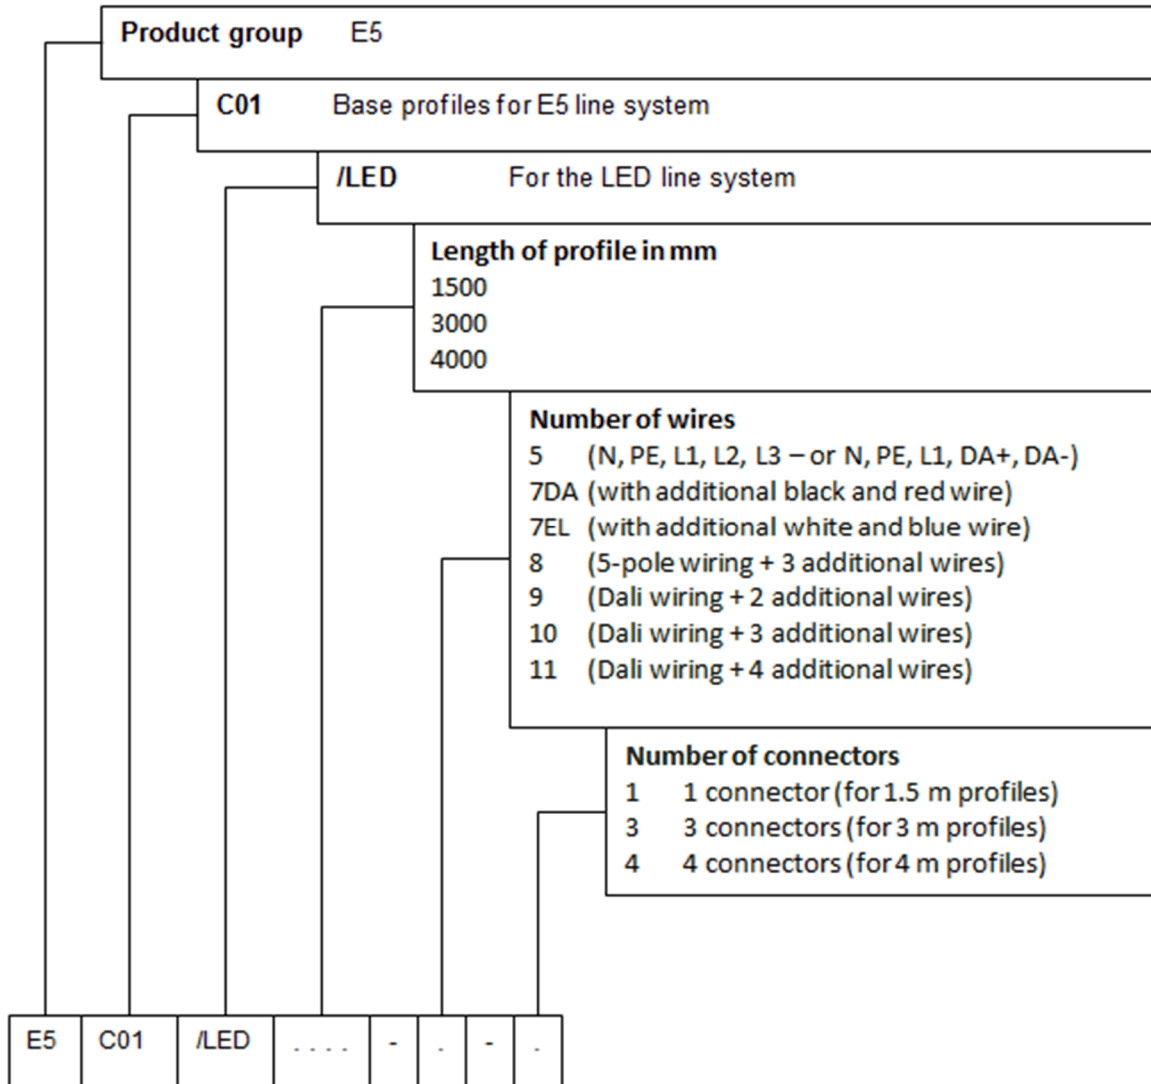 Product group E5
C01 Base profiles for E5 line system
/LED For the LED line system
Length of profile in mm
1500
3000
4000
Number of wires
5 (N, PE, L1, L2, L3 – or N, PE, L1, DA+, DA-)
7DA (with additional black and red wire)
7EL (with additional white and blue wire)
8 (5-pole wiring + 3 additional wires)
9 (Dali wiring + 2 additional wires)
10 (Dali wiring + 3 additional wires)
11 (Dali wiring + 4 additional wires)
Number of connectors
1 1 connector (for 1.5 m profiles)
3 3 connectors (for 3 m profiles)
4 4 connectors (for 4 m profiles)
E5 C01 /LED . . . . - . - .